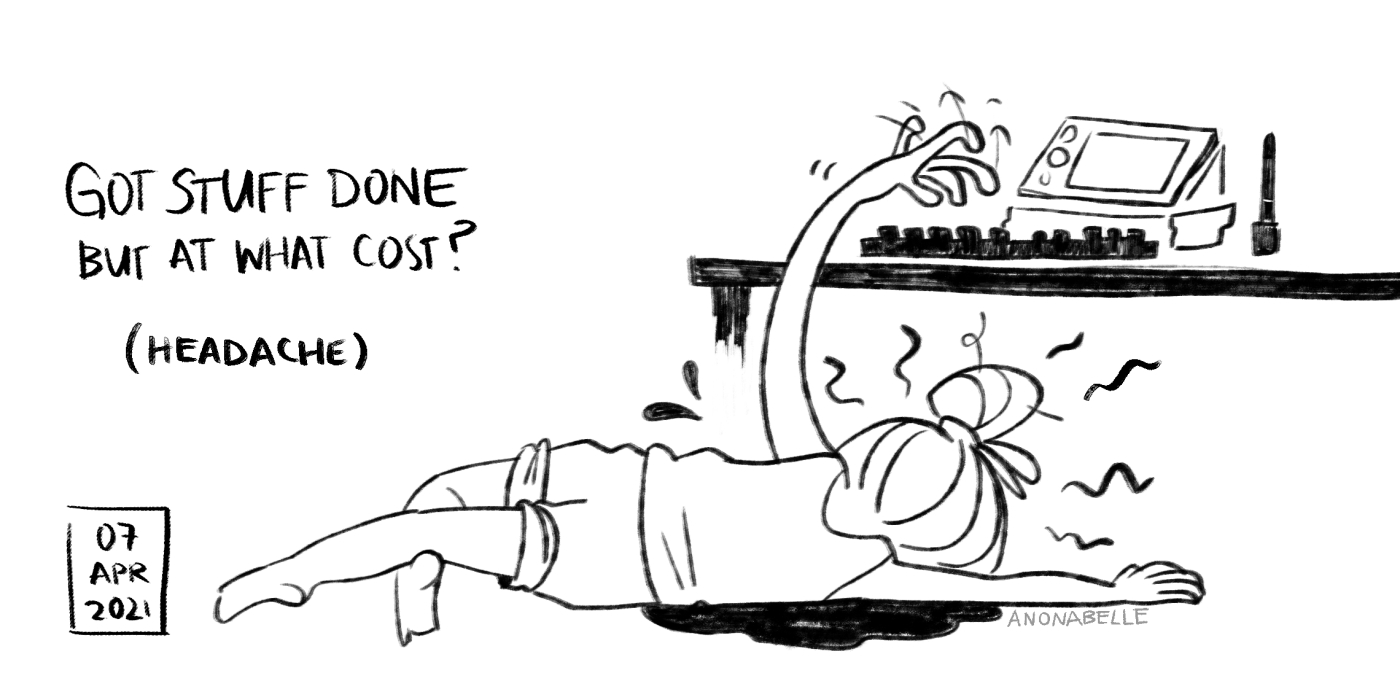 GOT STUFF DONE
BUT AT WHAT COST?
(HEADACHE)
07
APR
2021
ANONABELLE